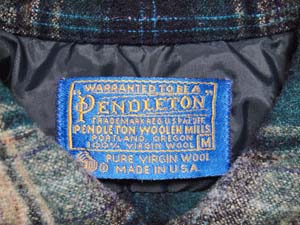 "WARRANTED TO BE A"
"PENDLETON"
TRADEMARK REG U.S. PAT. OFF.
PENDLETON WOOLEN MILLS
PORTLAND, OREGON
100% VIRGIN WOOL M
PURE VIRGIN WOOL
MADE IN U.S.A.